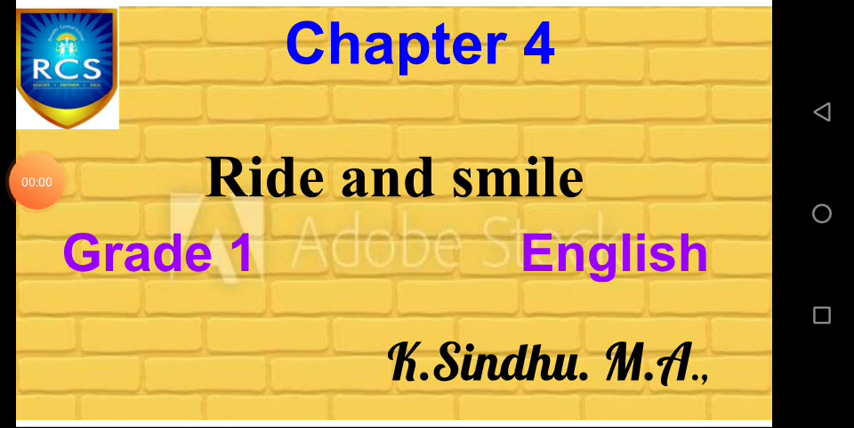 Chapter 4
RCS
00:00
Ride and smile
Adobe Stock
Grade 1 English
K.Sindhu. M.A.,